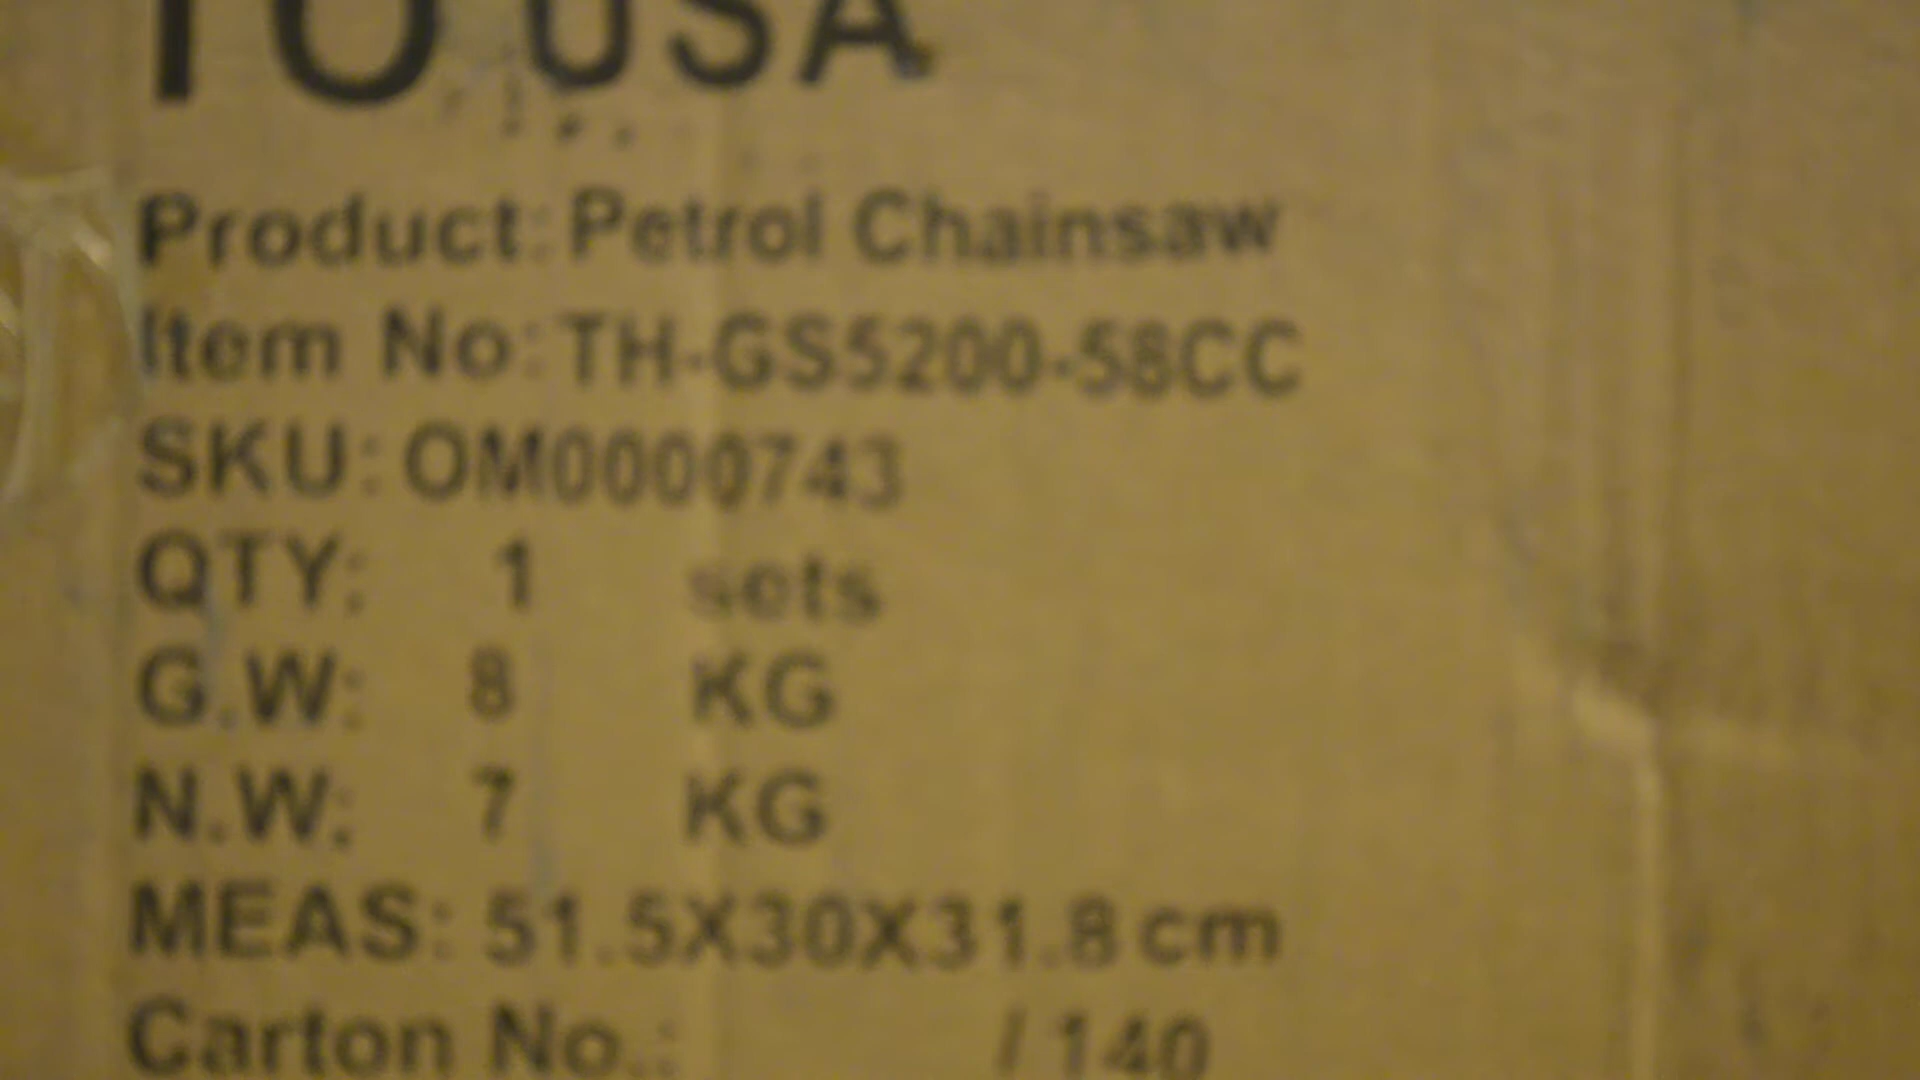 TO USA
Product: Petrol Chainsaw
Item No: TH-GS5200-58CC
SKU: OM0000743
QTY: 1 sets
G.W: 8 KG
N.W: 7 KG
MEAS: 51.5X30X31.8 cm
Carton No.: / 140